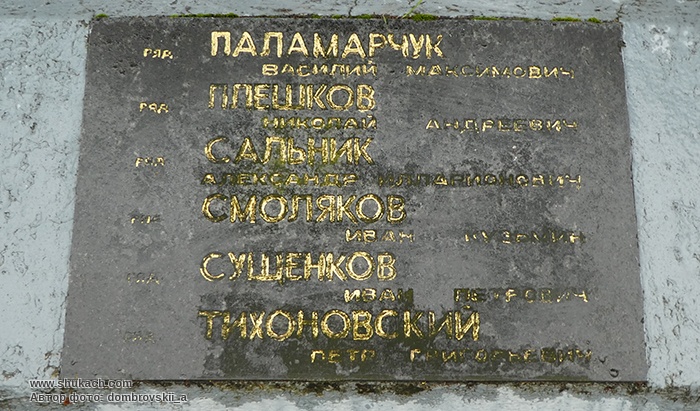 РЯД. ПАЛАМАРЧУК
ВАСИЛИЙ МАКСИМОВИЧ
РЯД. ПЛЕШКОВ
НИКОЛАЙ АНДРЕЕВИЧ
РЯД. САЛЬНИК
АЛЕКСАНДР ИЛЛАРИОНОВИЧ
СМОЛЯКОВ
ИВАН КУЗЬМИЧ
РЯД. СУЩЕНКОВ
ИВАН ПЕТРОВИЧ
ТИХОНОВСКИЙ
ПЕТР ГРИГОРЬЕВИЧ
www.shukach.com
Автор фото- dombrovskii_a